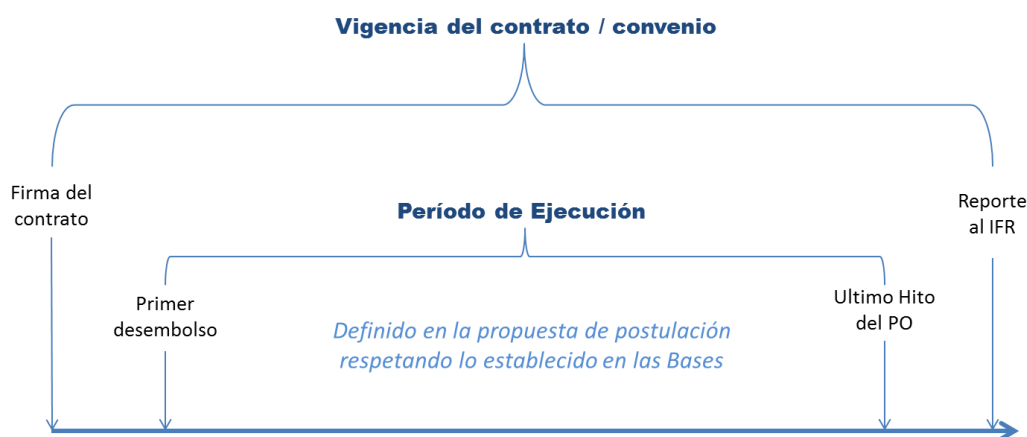 Vigencia del contrato / convenio
Firma del
contrato
Reporte
al IFR
Período de Ejecución
Primer
desembolso
Ultimo Hito
del PO
Definido en la propuesta de postulación
respetando lo establecido en las Bases